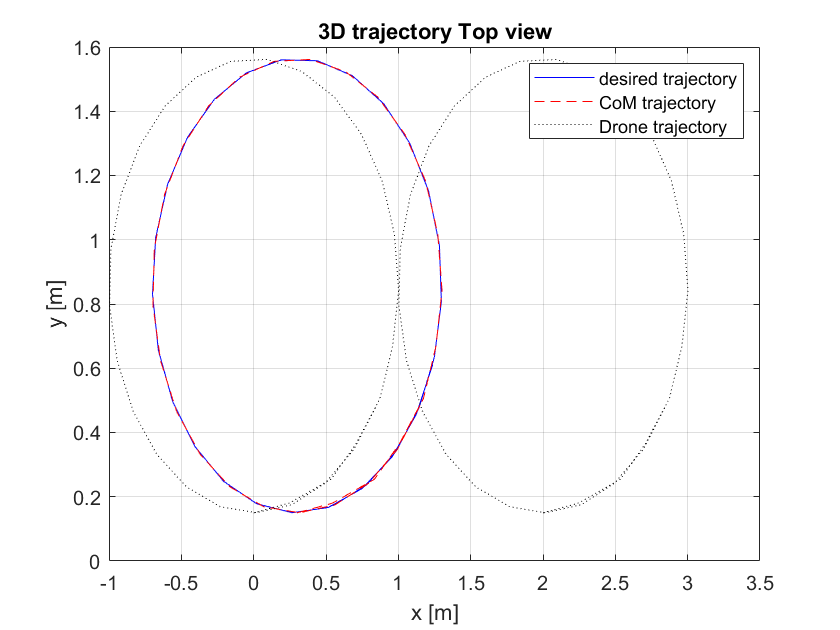 3D trajectory Top view
desired trajectory
CoM trajectory
Drone trajectory
1.6
1.4
1.2
1
0.8
0.6
0.4
0.2
0
y [m]
-1 -0.5 0 0.5 1 1.5 2 2.5 3 3.5
x [m]